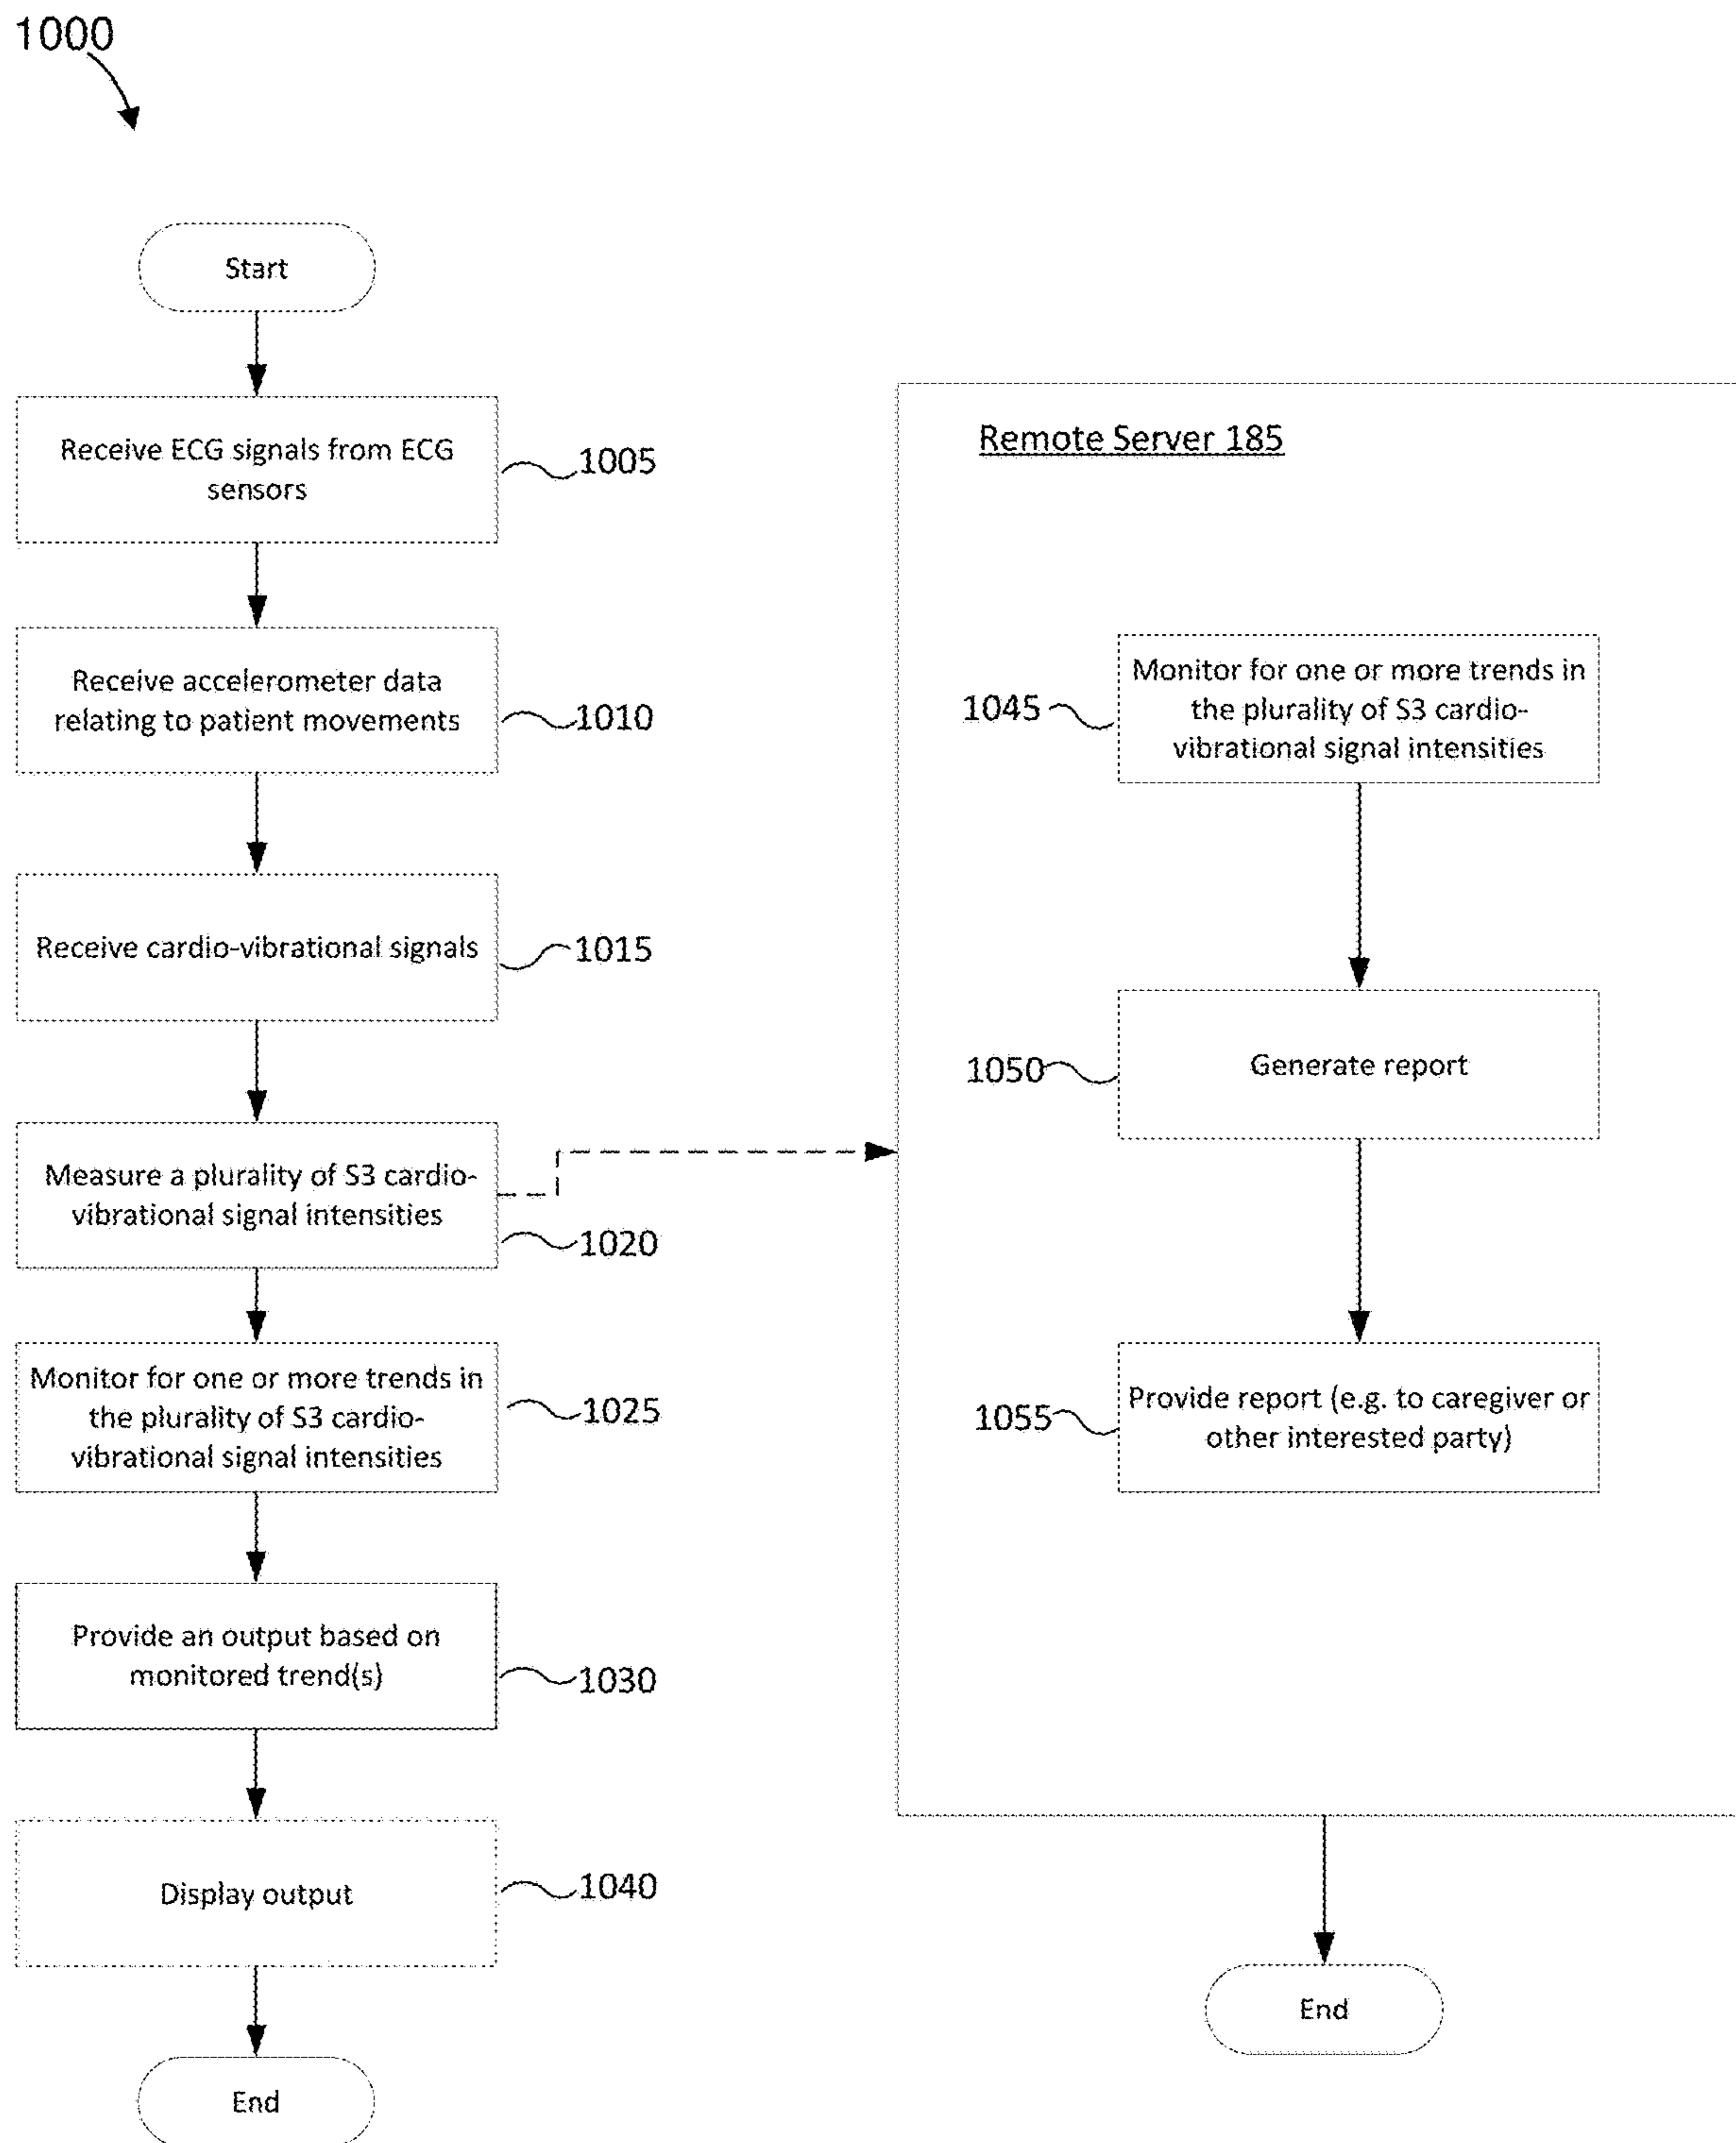 1000
Start
Receive ECG signals from ECG
sensors
1005
Receive accelerometer data
relating to patient movements
1010
Receive cardio-vibrational signals
1015
Measure a plurality of S3 cardio-
vibrational signal intensities
1020
Monitor for one or more trends in
the plurality of S3 cardio-
vibrational signal intensities
1025
Provide an output based on
monitored trend(s)
1030
Display output
1040
End
Remote Server 185
Monitor for one or more trends in
the plurality of S3 cardio-
vibrational signal intensities
1045
Generate report
1050
Provide report (e.g. to caregiver or
other interested party)
1055
End